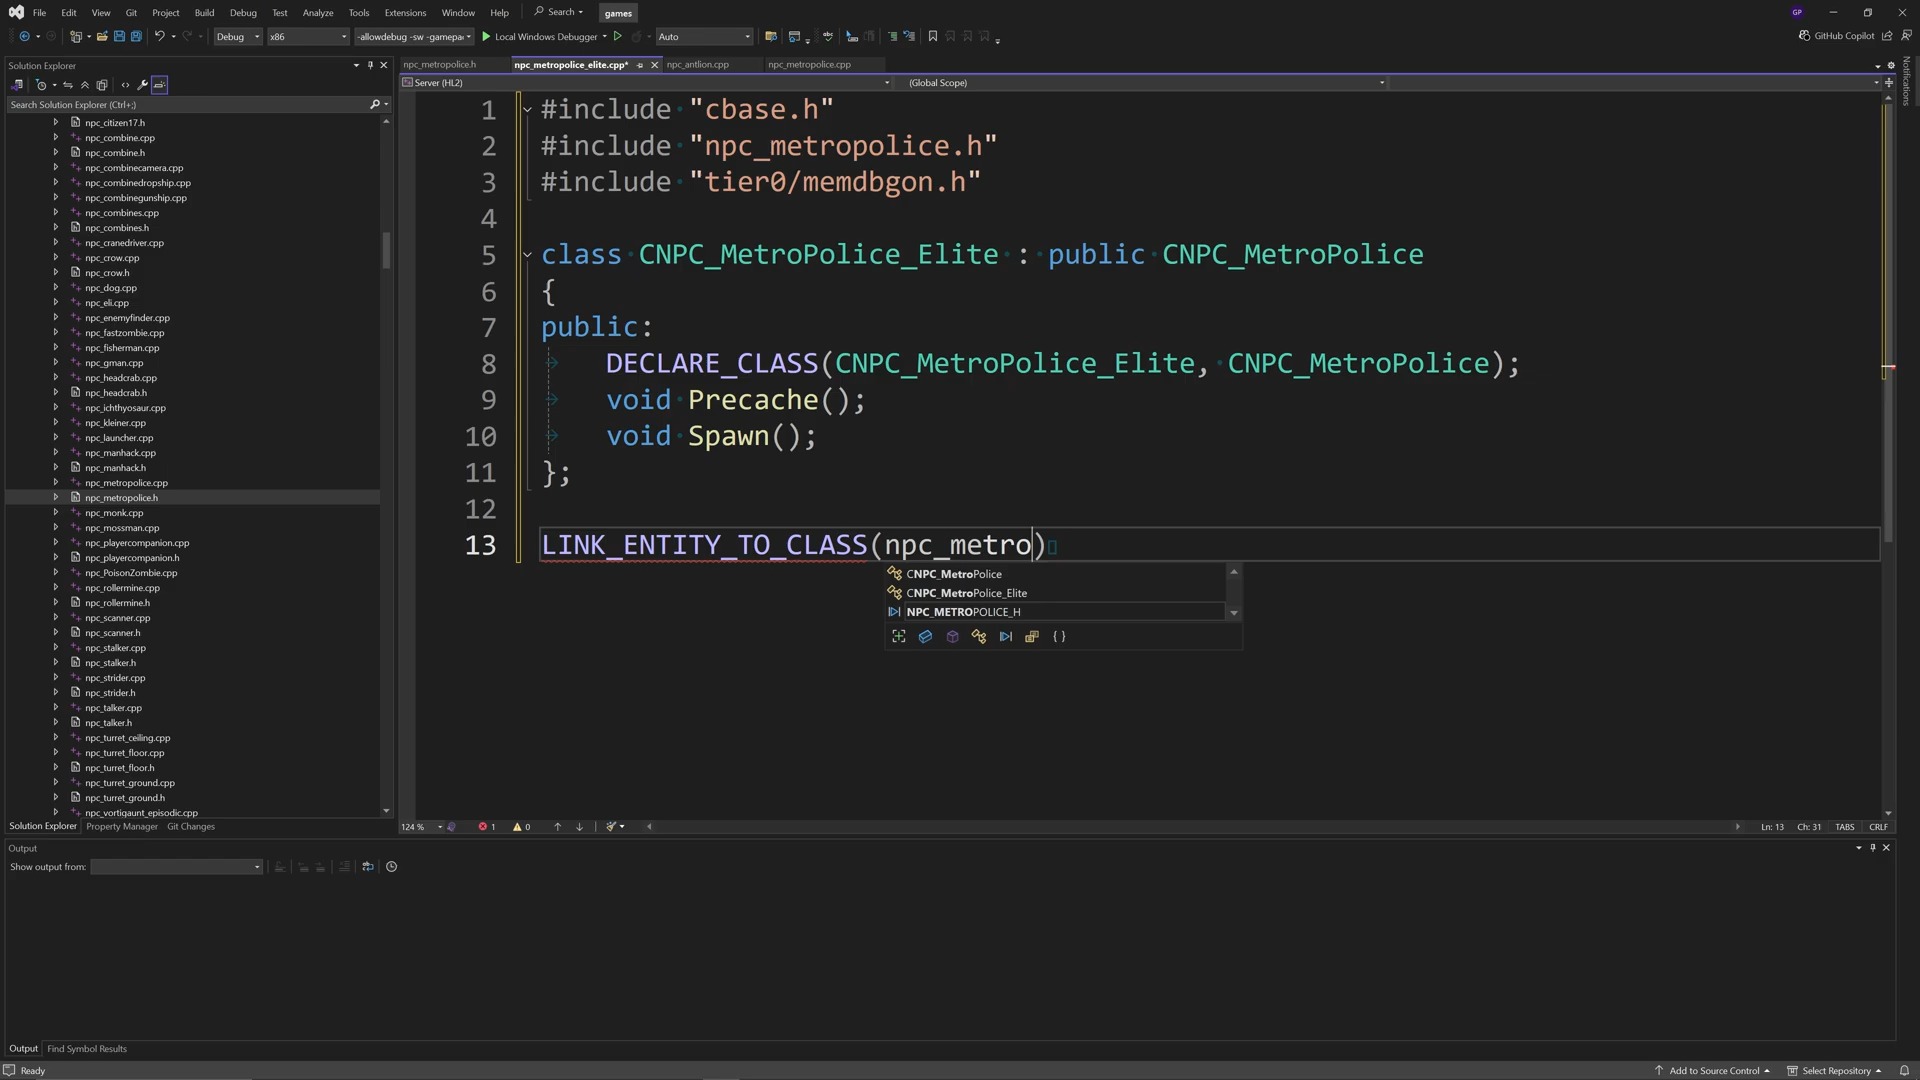 File Edit View Git Project Build Debug Test Analyze Tools Extensions Window Help Search games GP
Debug x86 -allowdebug -sw -gamepa Local Windows Debugger Auto GitHub Copilot
Solution Explorer
Search Solution Explorer (Ctrl+;)
npc_citizen17.h
npc_combine.cpp
npc_combine.h
npc_combinecamera.cpp
npc_combinedropship.cpp
npc_combinegunship.cpp
npc_combines.cpp
npc_combines.h
npc_cranedriver.cpp
npc_crow.cpp
npc_crow.h
npc_dog.cpp
npc_eli.cpp
npc_enemyfinder.cpp
npc_fastzombie.cpp
npc_fisherman.cpp
npc_gman.cpp
npc_headcrab.cpp
npc_headcrab.h
npc_ichthyosaur.cpp
npc_kleiner.cpp
npc_launcher.cpp
npc_manhack.cpp
npc_manhack.h
npc_metropolice.cpp
npc_metropolice.h
npc_monk.cpp
npc_mossman.cpp
npc_playercompanion.cpp
npc_playercompanion.h
npc_PoisonZombie.cpp
npc_rollermine.cpp
npc_rollermine.h
npc_scanner.cpp
npc_scanner.h
npc_stalker.cpp
npc_stalker.h
npc_strider.cpp
npc_strider.h
npc_talker.cpp
npc_talker.h
npc_turret_ceiling.cpp
npc_turret_floor.cpp
npc_turret_floor.h
npc_turret_ground.cpp
npc_turret_ground.h
npc_vortigaunt_episodic.cpp
Solution Explorer Property Manager Git Changes
npc_metropolice.h npc_metropolice_elite.cpp* npc_antlion.cpp npc_metropolice.cpp
Server (HL2) (Global Scope)
1 #include "cbase.h"
2 #include "npc_metropolice.h"
3 #include "tier0/memdbgon.h"
4
5 class CNPC_MetroPolice_Elite : public CNPC_MetroPolice
6 {
7 public:
8 DECLARE_CLASS(CNPC_MetroPolice_Elite, CNPC_MetroPolice);
9 void Precache();
10 void Spawn();
11 };
12
13 LINK_ENTITY_TO_CLASS(npc_metro)
CNPC_MetroPolice
CNPC_MetroPolice_Elite
NPC_METROPOLICE_H
124 % 1 0 Ln: 13 Ch: 31 TABS CRLF
Notifications
Output
Show output from:
Output Find Symbol Results
Ready Add to Source Control Select Repository